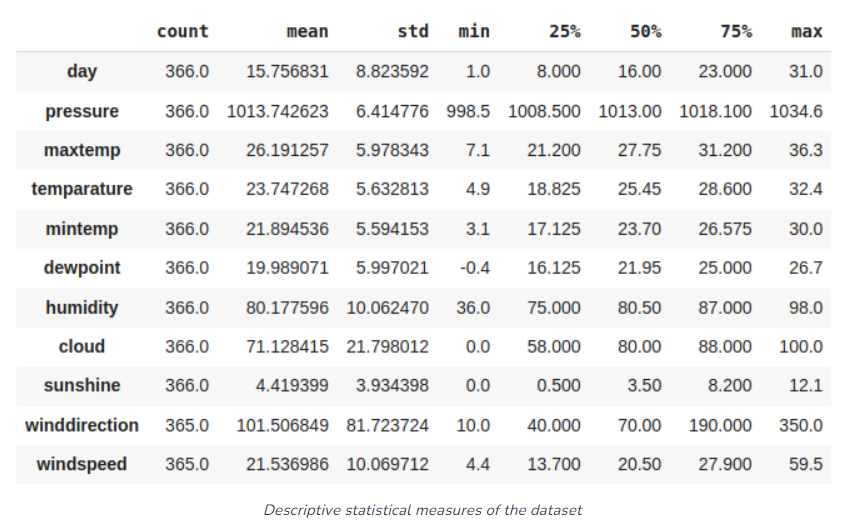 count mean std min 25% 50% 75% max
day 366.0 15.756831 8.823592 1.0 8.000 16.00 23.000 31.0
pressure 366.0 1013.742623 6.414776 998.5 1008.500 1013.00 1018.100 1034.6
maxtemp 366.0 26.191257 5.978343 7.1 21.200 27.75 31.200 36.3
temparature 366.0 23.747268 5.632813 4.9 18.825 25.45 28.600 32.4
mintemp 366.0 21.894536 5.594153 3.1 17.125 23.70 26.575 30.0
dewpoint 366.0 19.989071 5.997021 -0.4 16.125 21.95 25.000 26.7
humidity 366.0 80.177596 10.062470 36.0 75.000 80.50 87.000 98.0
cloud 366.0 71.128415 21.798012 0.0 58.000 80.00 88.000 100.0
sunshine 366.0 4.419399 3.934398 0.0 0.500 3.50 8.200 12.1
winddirection 365.0 101.506849 81.723724 10.0 40.000 70.00 190.000 350.0
windspeed 365.0 21.536986 10.069712 4.4 13.700 20.50 27.900 59.5
Descriptive statistical measures of the dataset